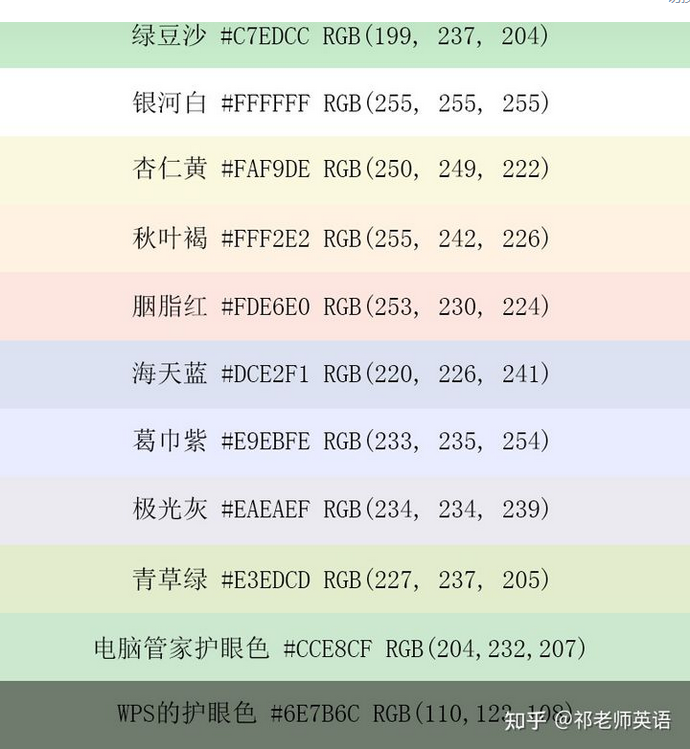 绿豆沙 #C7EDCC RGB(199, 237, 204)
银河白 #FFFFFF RGB(255, 255, 255)
杏仁黄 #FAF9DE RGB(250, 249, 222)
秋叶褐 #FFF2E2 RGB(255, 242, 226)
胭脂红 #FDE6E0 RGB(253, 230, 224)
海天蓝 #DCE2F1 RGB(220, 226, 241)
葛巾紫 #E9EBFE RGB(233, 235, 254)
极光灰 #EAEAEF RGB(234, 234, 239)
青草绿 #E3EDCD RGB(227, 237, 205)
电脑管家护眼色 #CCE8CF RGB(204,232,207)
WPS的护眼色 #6E7B6C RGB(110,123,108)
知乎 @祁老师英语